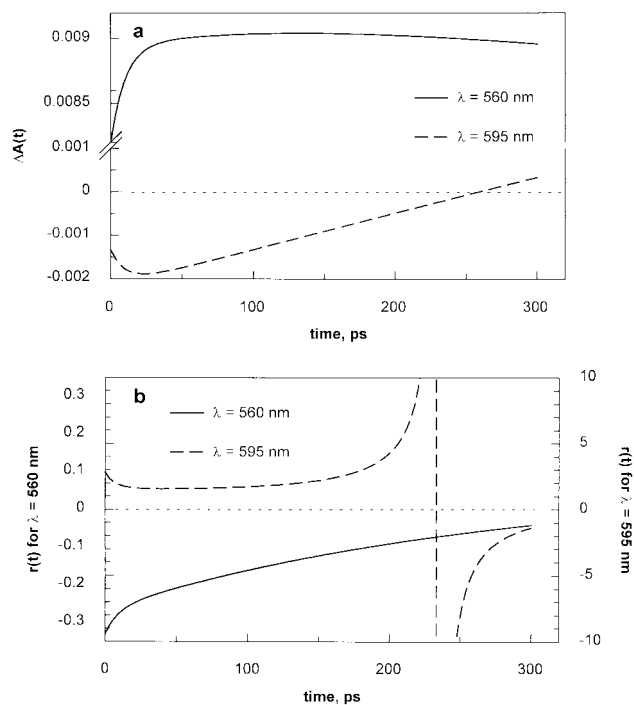 a
0.009
0.0085
0.001
0
-0.001
-0.002
ΔA(t)
λ = 560 nm
λ = 595 nm
0 100 200 300
time, ps
b
0.3
0.2
0.1
0
-0.1
-0.2
-0.3
r(t) for λ = 560 nm
λ = 560 nm
λ = 595 nm
10
5
0
-5
-10
r(t) for λ = 595 nm
0 100 200 300
time, ps